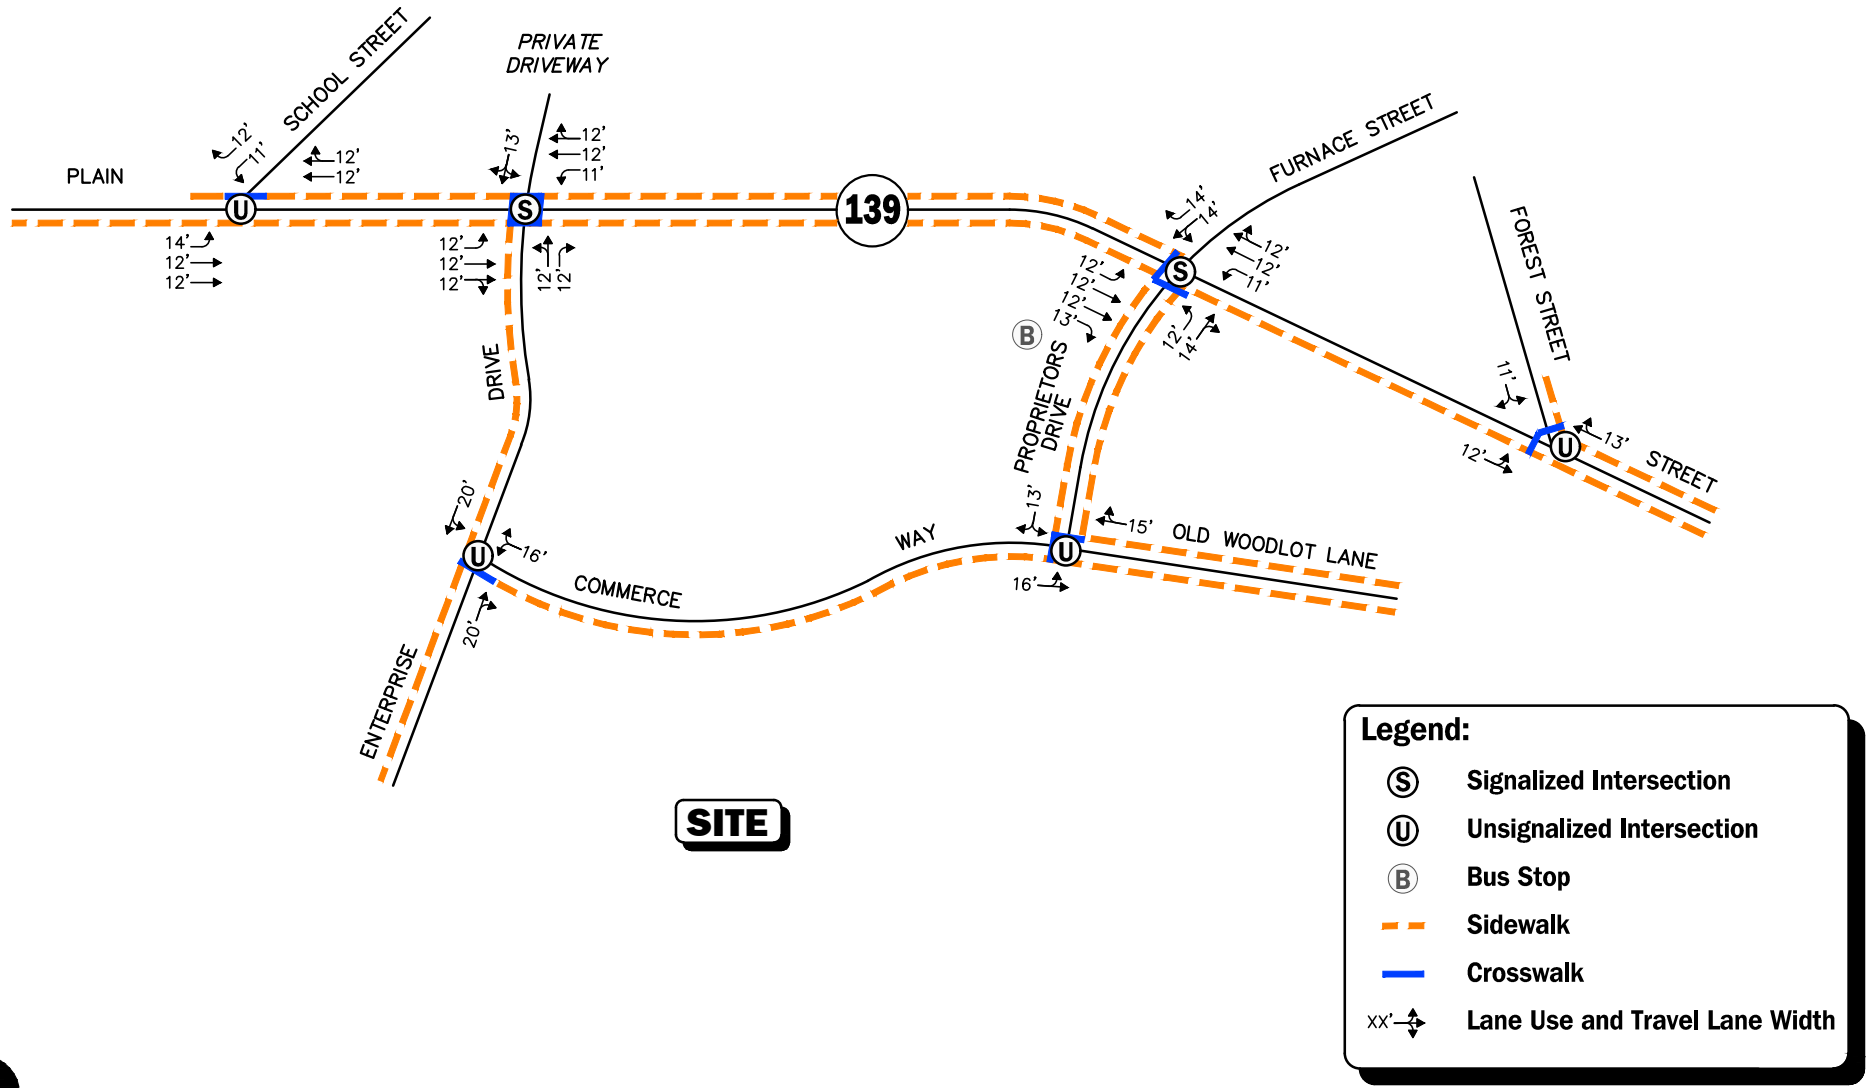 SCHOOL STREET
PRIVATE
DRIVEWAY
PLAIN
12'
11'
12'
12'
U
14'
12'
12'
13'
12'
12'
11'
S
12'
12'
12'
12'
12'
139
FURNACE STREET
14'
14'
12'
12'
11'
S
12'
12'
12'
13'
12'
14'
B
FOREST STREET
11'
13'
12'
U
STREET
DRIVE
PROPRIETORS
DRIVE
20'
16'
U
20'
COMMERCE
WAY
13'
15'
U
16'
OLD WOODLOT LANE
ENTERPRISE
SITE
Legend:
S Signalized Intersection
U Unsignalized Intersection
B Bus Stop
Sidewalk
Crosswalk
XX' Lane Use and Travel Lane Width